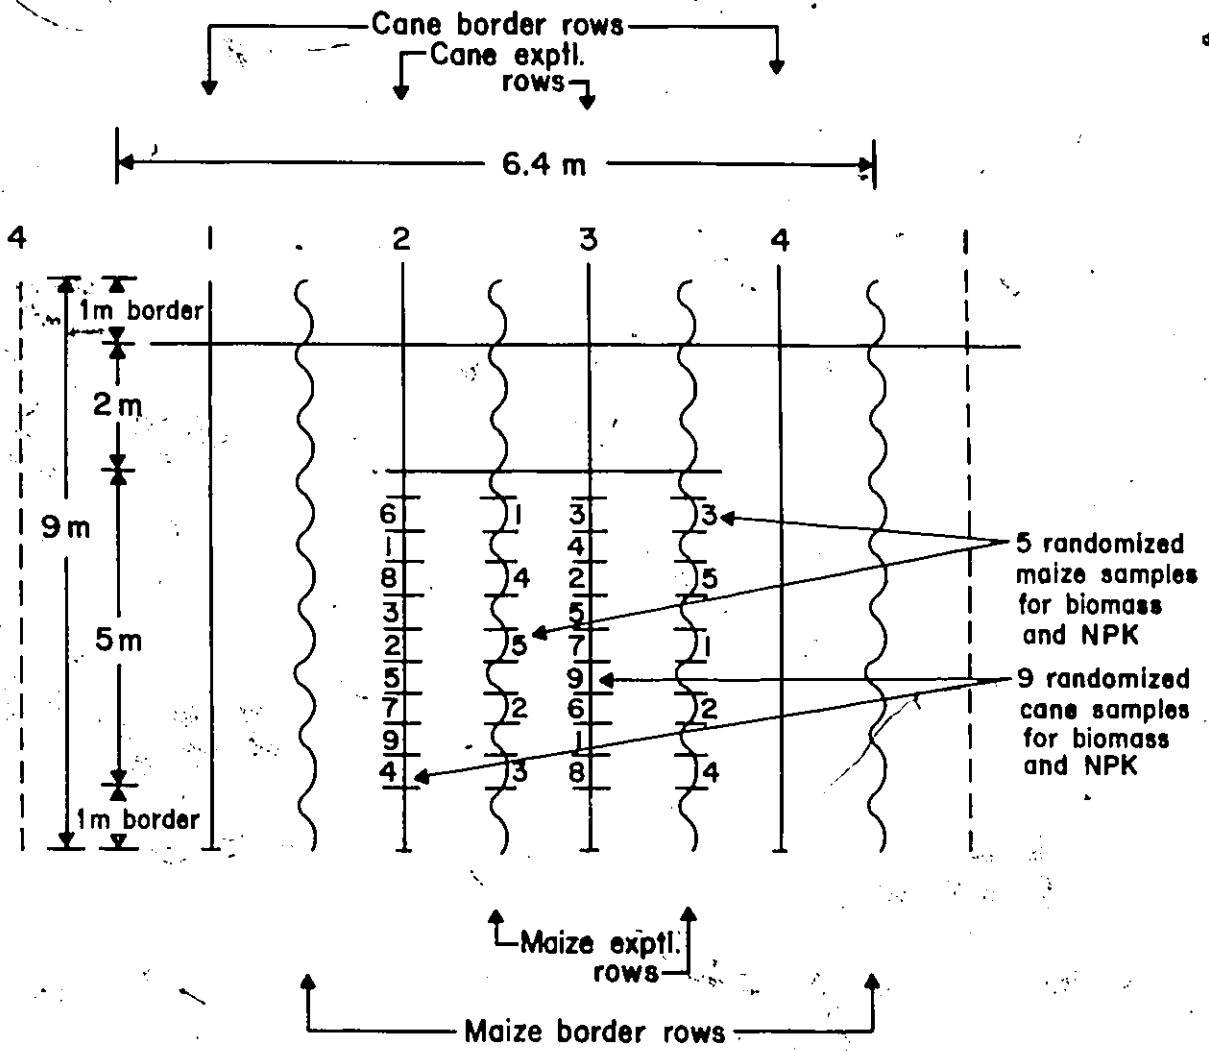 Cane border rows
Cane exptl.
rows
6.4 m
4 1 2 3 4 1
1m border
2 m
9 m
5 m
1m border
6 1 3 3
1 4
8 4 2 5
3 5
2 5 7 1
5 9
7 2 6 2
9 1
4 3 8 4
5 randomized
maize samples
for biomass
and NPK
9 randomized
cane samples
for biomass
and NPK
Maize exptl.
rows
Maize border rows